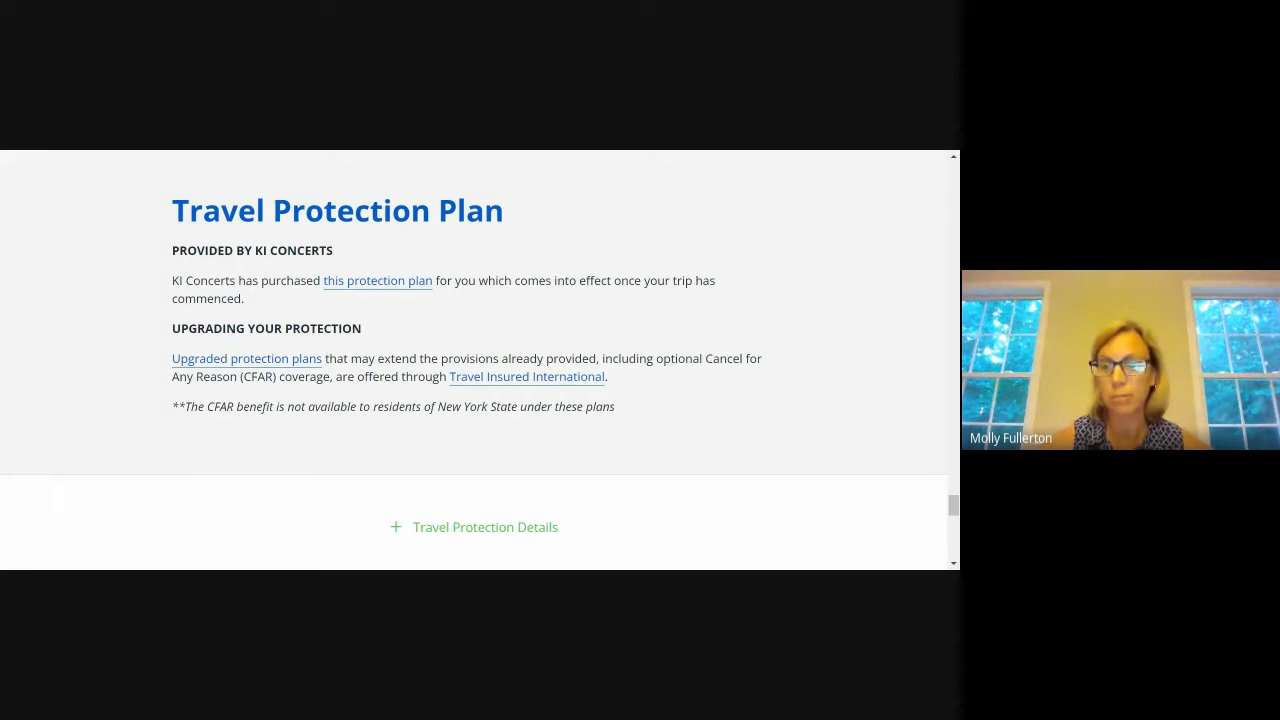 Travel Protection Plan
PROVIDED BY KI CONCERTS
KI Concerts has purchased this protection plan for you which comes into effect once your trip has
commenced.
UPGRADING YOUR PROTECTION
Upgraded protection plans that may extend the provisions already provided, including optional Cancel for
Any Reason (CFAR) coverage, are offered through Travel Insured International.
**The CFAR benefit is not available to residents of New York State under these plans
+ Travel Protection Details
Molly Fullerton